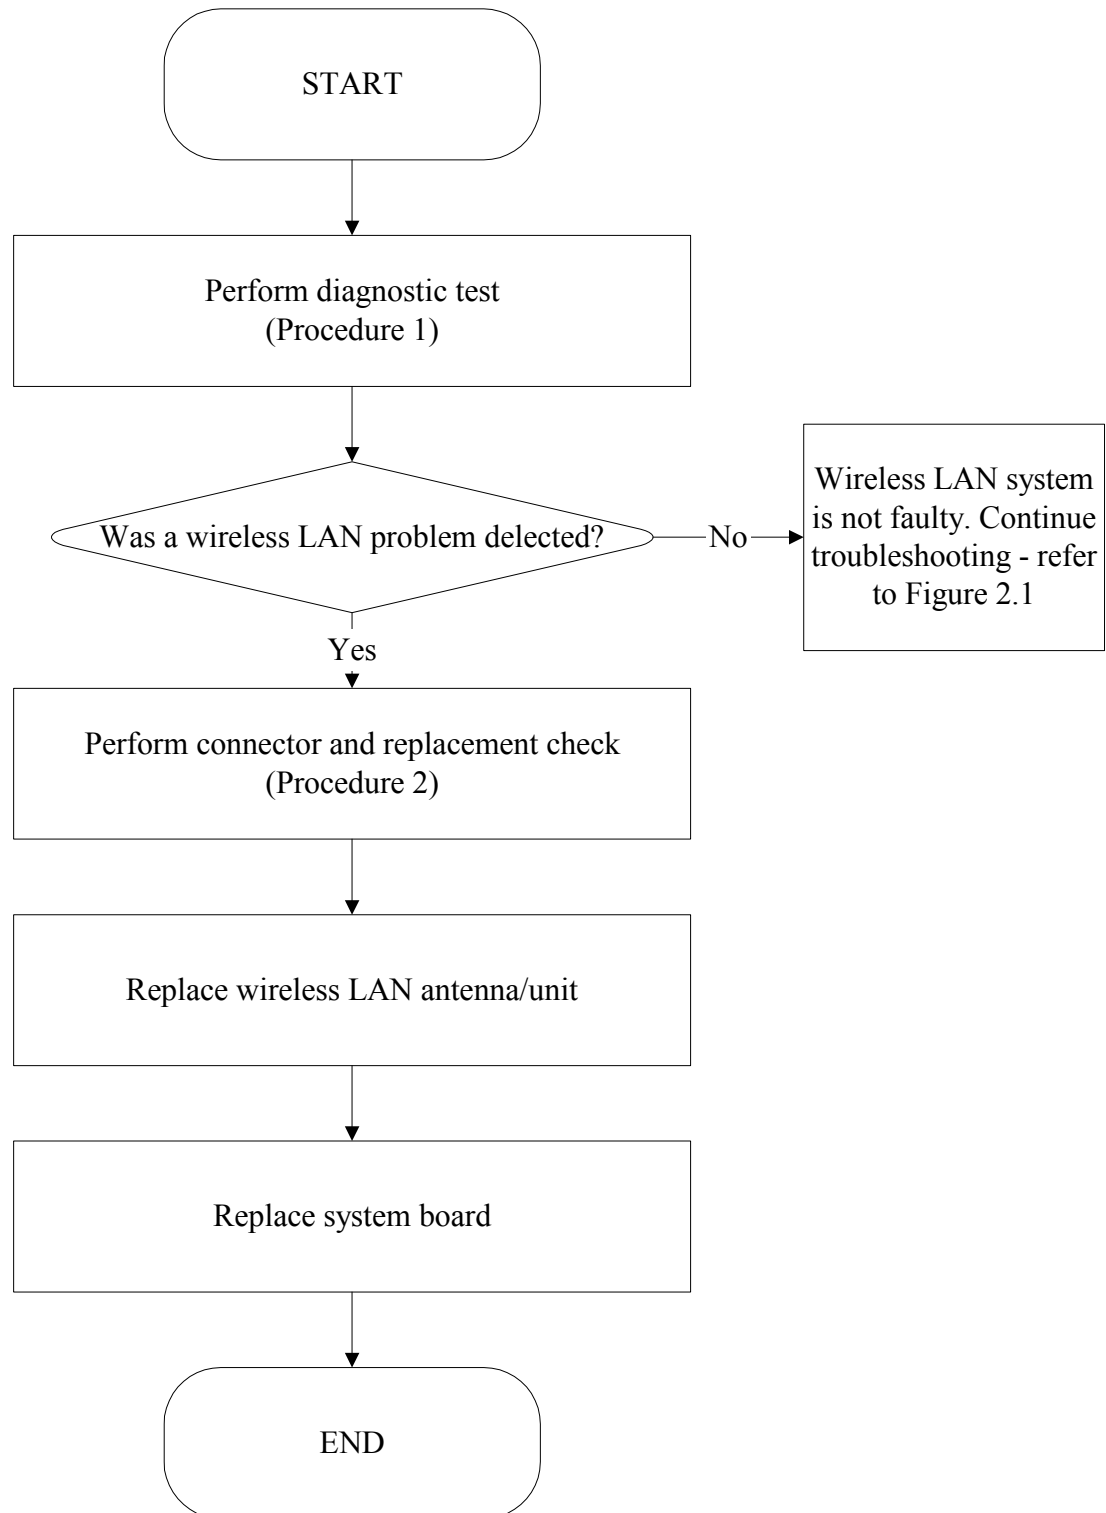 START
Perform diagnostic test
(Procedure 1)
Was a wireless LAN problem delected?
No
Wireless LAN system
is not faulty. Continue
troubleshooting - refer
to Figure 2.1
Yes
Perform connector and replacement check
(Procedure 2)
Replace wireless LAN antenna/unit
Replace system board
END